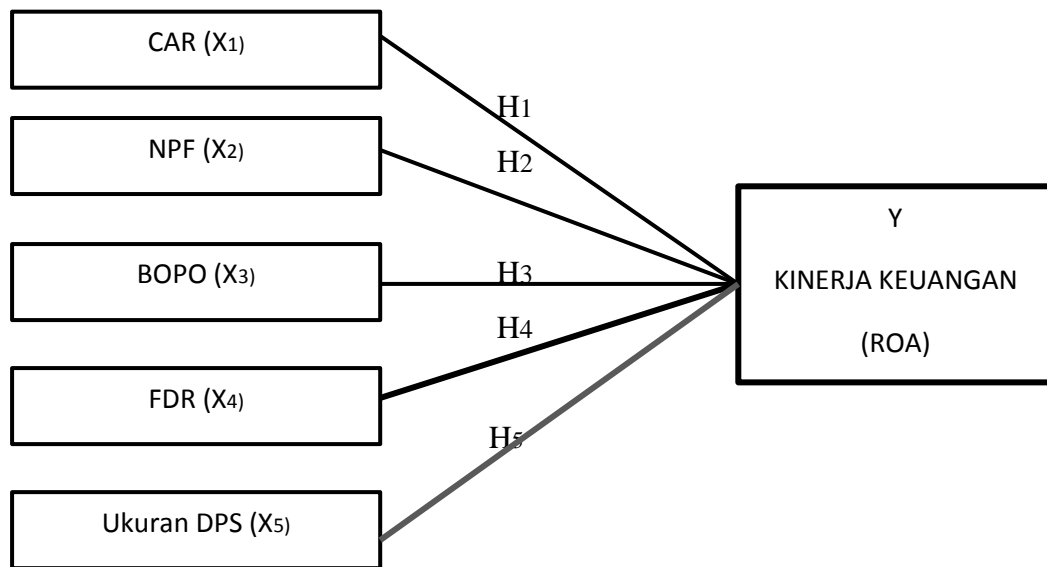 CAR (X1)
H1
NPF (X2)
H2
BOPO (X3)
H3
FDR (X4)
H4
Ukuran DPS (X5)
H5
Y
KINERJA KEUANGAN
(ROA)